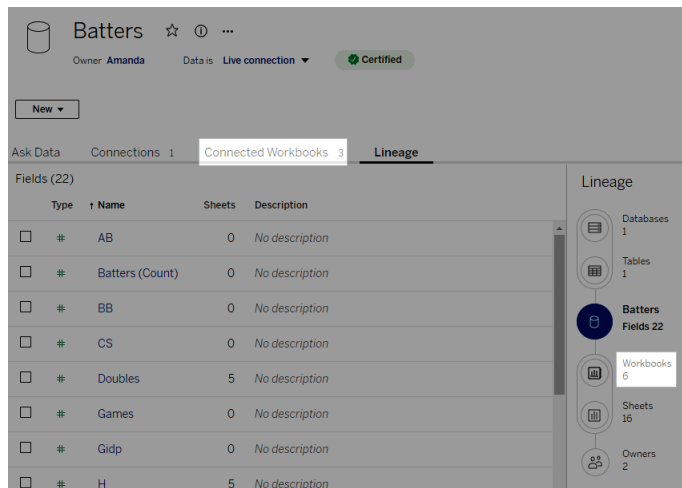 Batters
Owner Amanda Data is Live connection Certified
New
Ask Data Connections 1 Connected Workbooks 3 Lineage
Fields (22)
Type ↑ Name Sheets Description
# AB 0 No description
# Batters (Count) 0 No description
# BB 0 No description
# CS 0 No description
# Doubles 5 No description
# Games 0 No description
# Gidp 0 No description
# H 5 No description
Lineage
Databases
1
Tables
1
Batters
Fields 22
Workbooks
6
Sheets
16
Owners
2